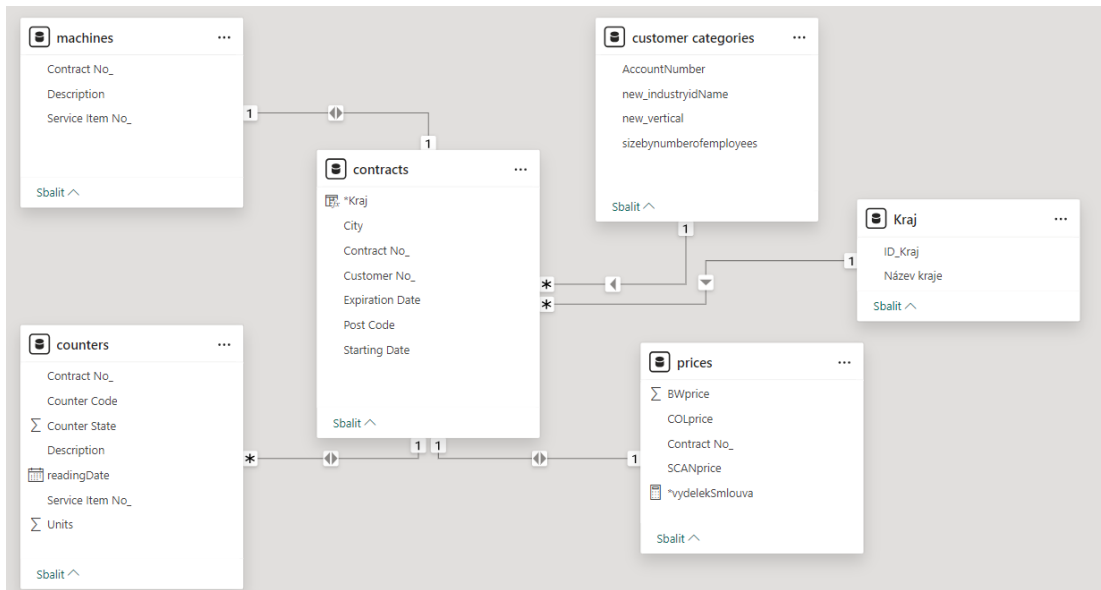 machines
Contract No_
Description
Service Item No_
Sbalit
customer categories
AccountNumber
new_industryidName
new_vertical
sizebynumberofemployees
Sbalit
contracts
*Kraj
City
Contract No_
Customer No_
Expiration Date
Post Code
Starting Date
Sbalit
Kraj
ID_Kraj
Název kraje
Sbalit
counters
Contract No_
Counter Code
Counter State
Description
readingDate
Service Item No_
Units
Sbalit
prices
BWprice
COLprice
Contract No_
SCANprice
*vydelekSmlouva
Sbalit
1
1
1
*
*
1
1
1
*
1